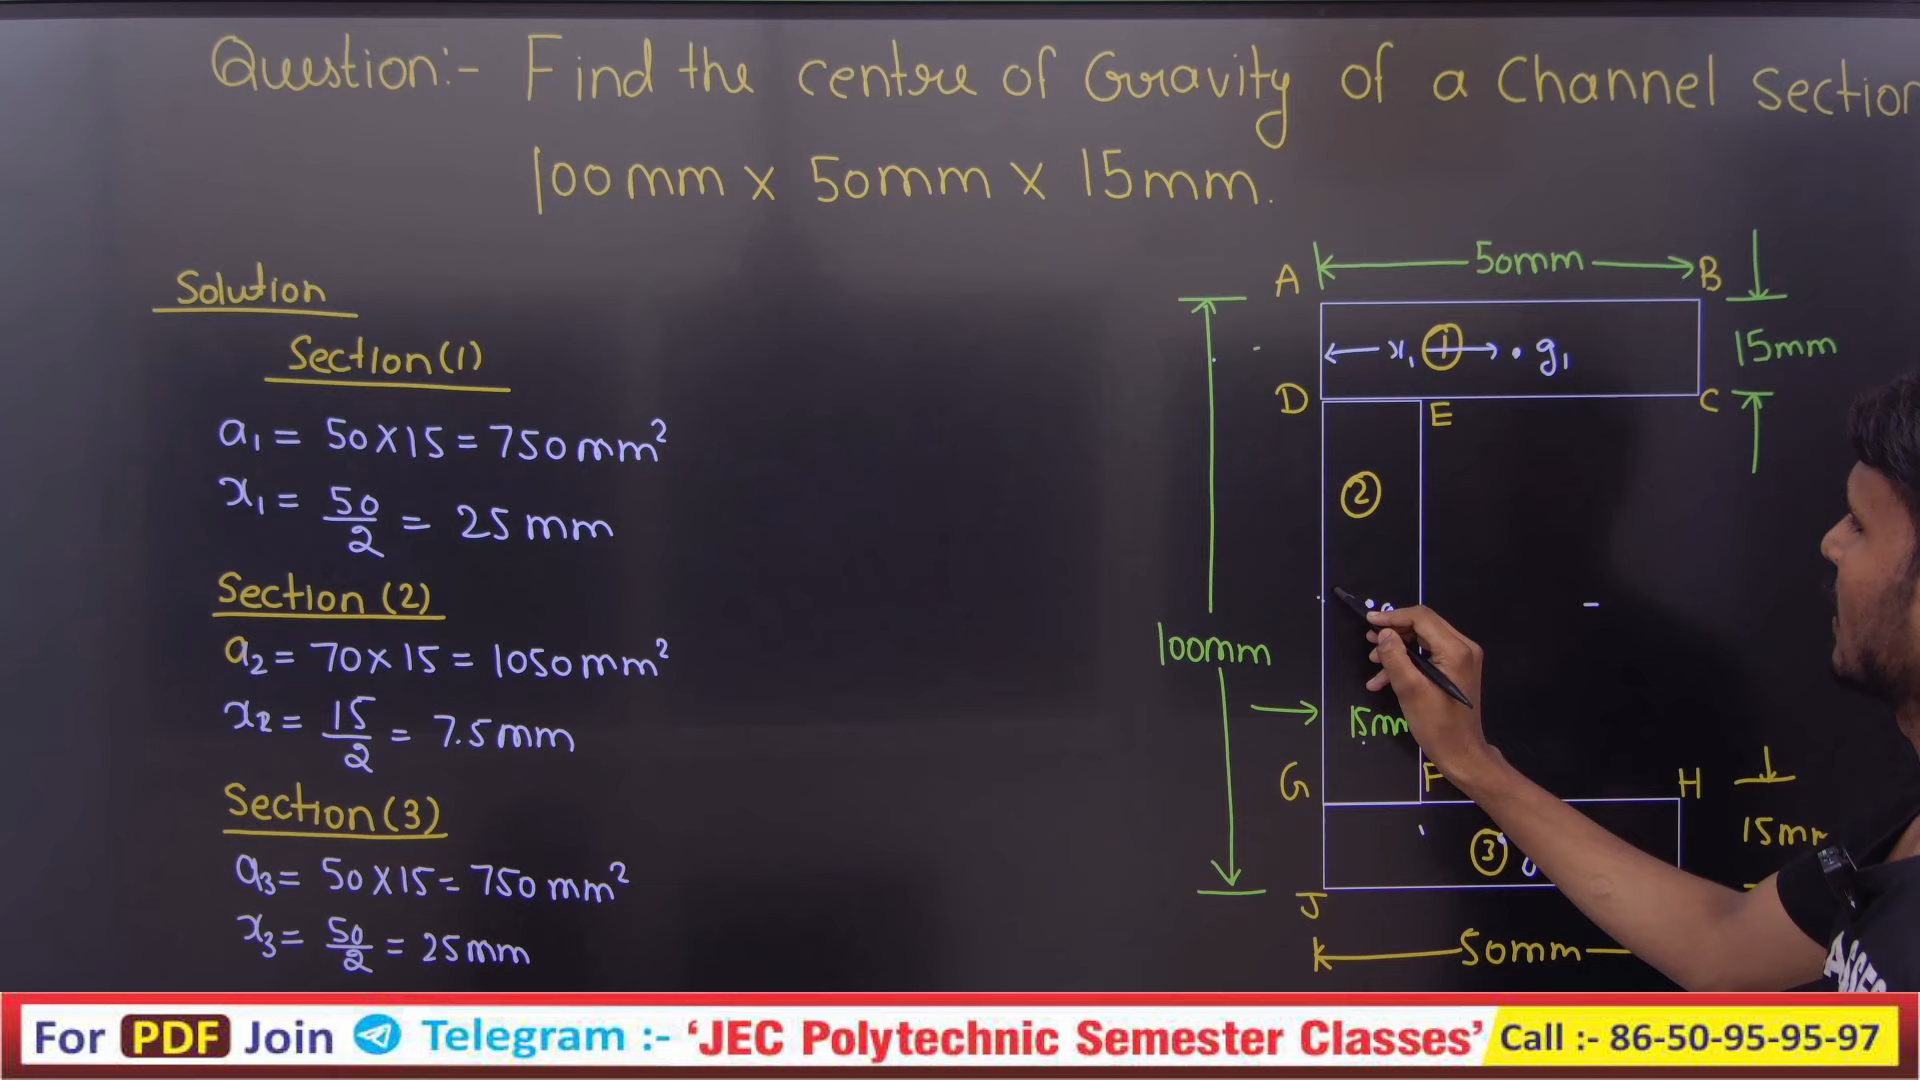 Question:- Find the centre of Gravity of a Channel Section
100mm x 50mm x 15mm.
Solution
Section (1)
a₁ = 50 x 15 = 750 mm²
x₁ = 50/2 = 25 mm
Section (2)
a₂ = 70 x 15 = 1050 mm²
x₂ = 15/2 = 7.5 mm
Section (3)
a₃ = 50 x 15 = 750 mm²
x₃ = 50/2 = 25 mm
A 50mm B
x₁ 1 g₁ 15mm
D E C
2
100mm
15mm
G F H
3 15m
J
50mm
For PDF Join Telegram :- ‘JEC Polytechnic Semester Classes’ Call :- 86-50-95-95-97